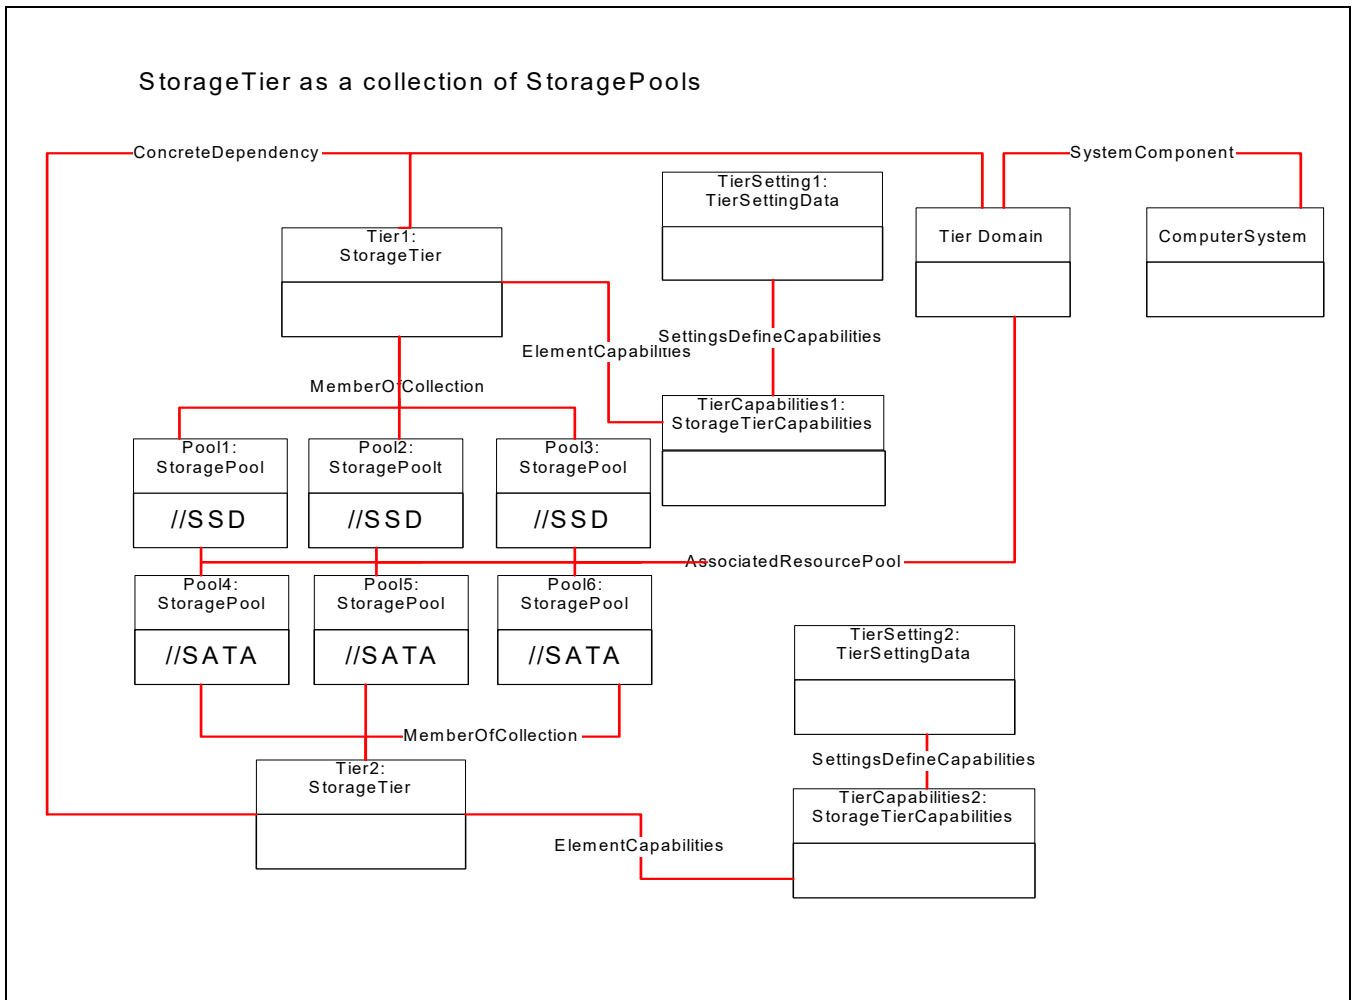 StorageTier as a collection of StoragePools
ConcreteDependency
SystemComponent
TierSetting1:
TierSettingData
Tier1:
StorageTier
Tier Domain
ComputerSystem
SettingsDefineCapabilities
ElementCapabilities
MemberOfCollection
TierCapabilities1:
StorageTierCapabilities
Pool1:
StoragePool
//SSD
Pool2:
StoragePoolt
//SSD
Pool3:
StoragePool
//SSD
AssociatedResourcePool
Pool4:
StoragePool
//SATA
Pool5:
StoragePool
//SATA
Pool6:
StoragePool
//SATA
TierSetting2:
TierSettingData
MemberOfCollection
SettingsDefineCapabilities
Tier2:
StorageTier
TierCapabilities2:
StorageTierCapabilities
ElementCapabilities